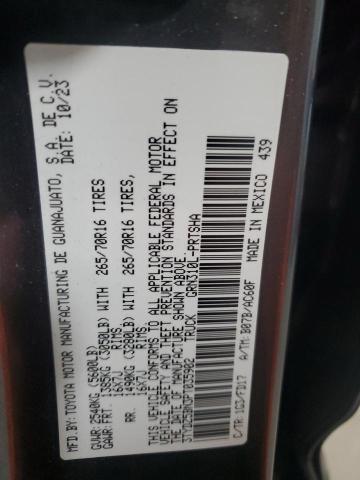 MFD. BY: TOYOTA MOTOR MANUFACTURING DE GUANAJUATO, S.A. DE C.V.
DATE: 10/23
GVWR: 2540KG (5600LB)
GAWR: FRT. 1385KG (3050LB) WITH 265/70R16 TIRES
16X7J RIMS,
RR. 1490KG (3280LB) WITH 265/70R16 TIRES,
16X7J RIMS,
THIS VEHICLE CONFORMS TO ALL APPLICABLE FEDERAL MOTOR
VEHICLE SAFETY AND THEFT PREVENTION STANDARDS IN EFFECT ON
THE DATE OF MANUFACTURE SHOWN ABOVE.
TRUCK GRN310L-PRTSHA
C/TR: 1G3/FD17
A/TM: B07B/AC60F
MADE IN MEXICO 439